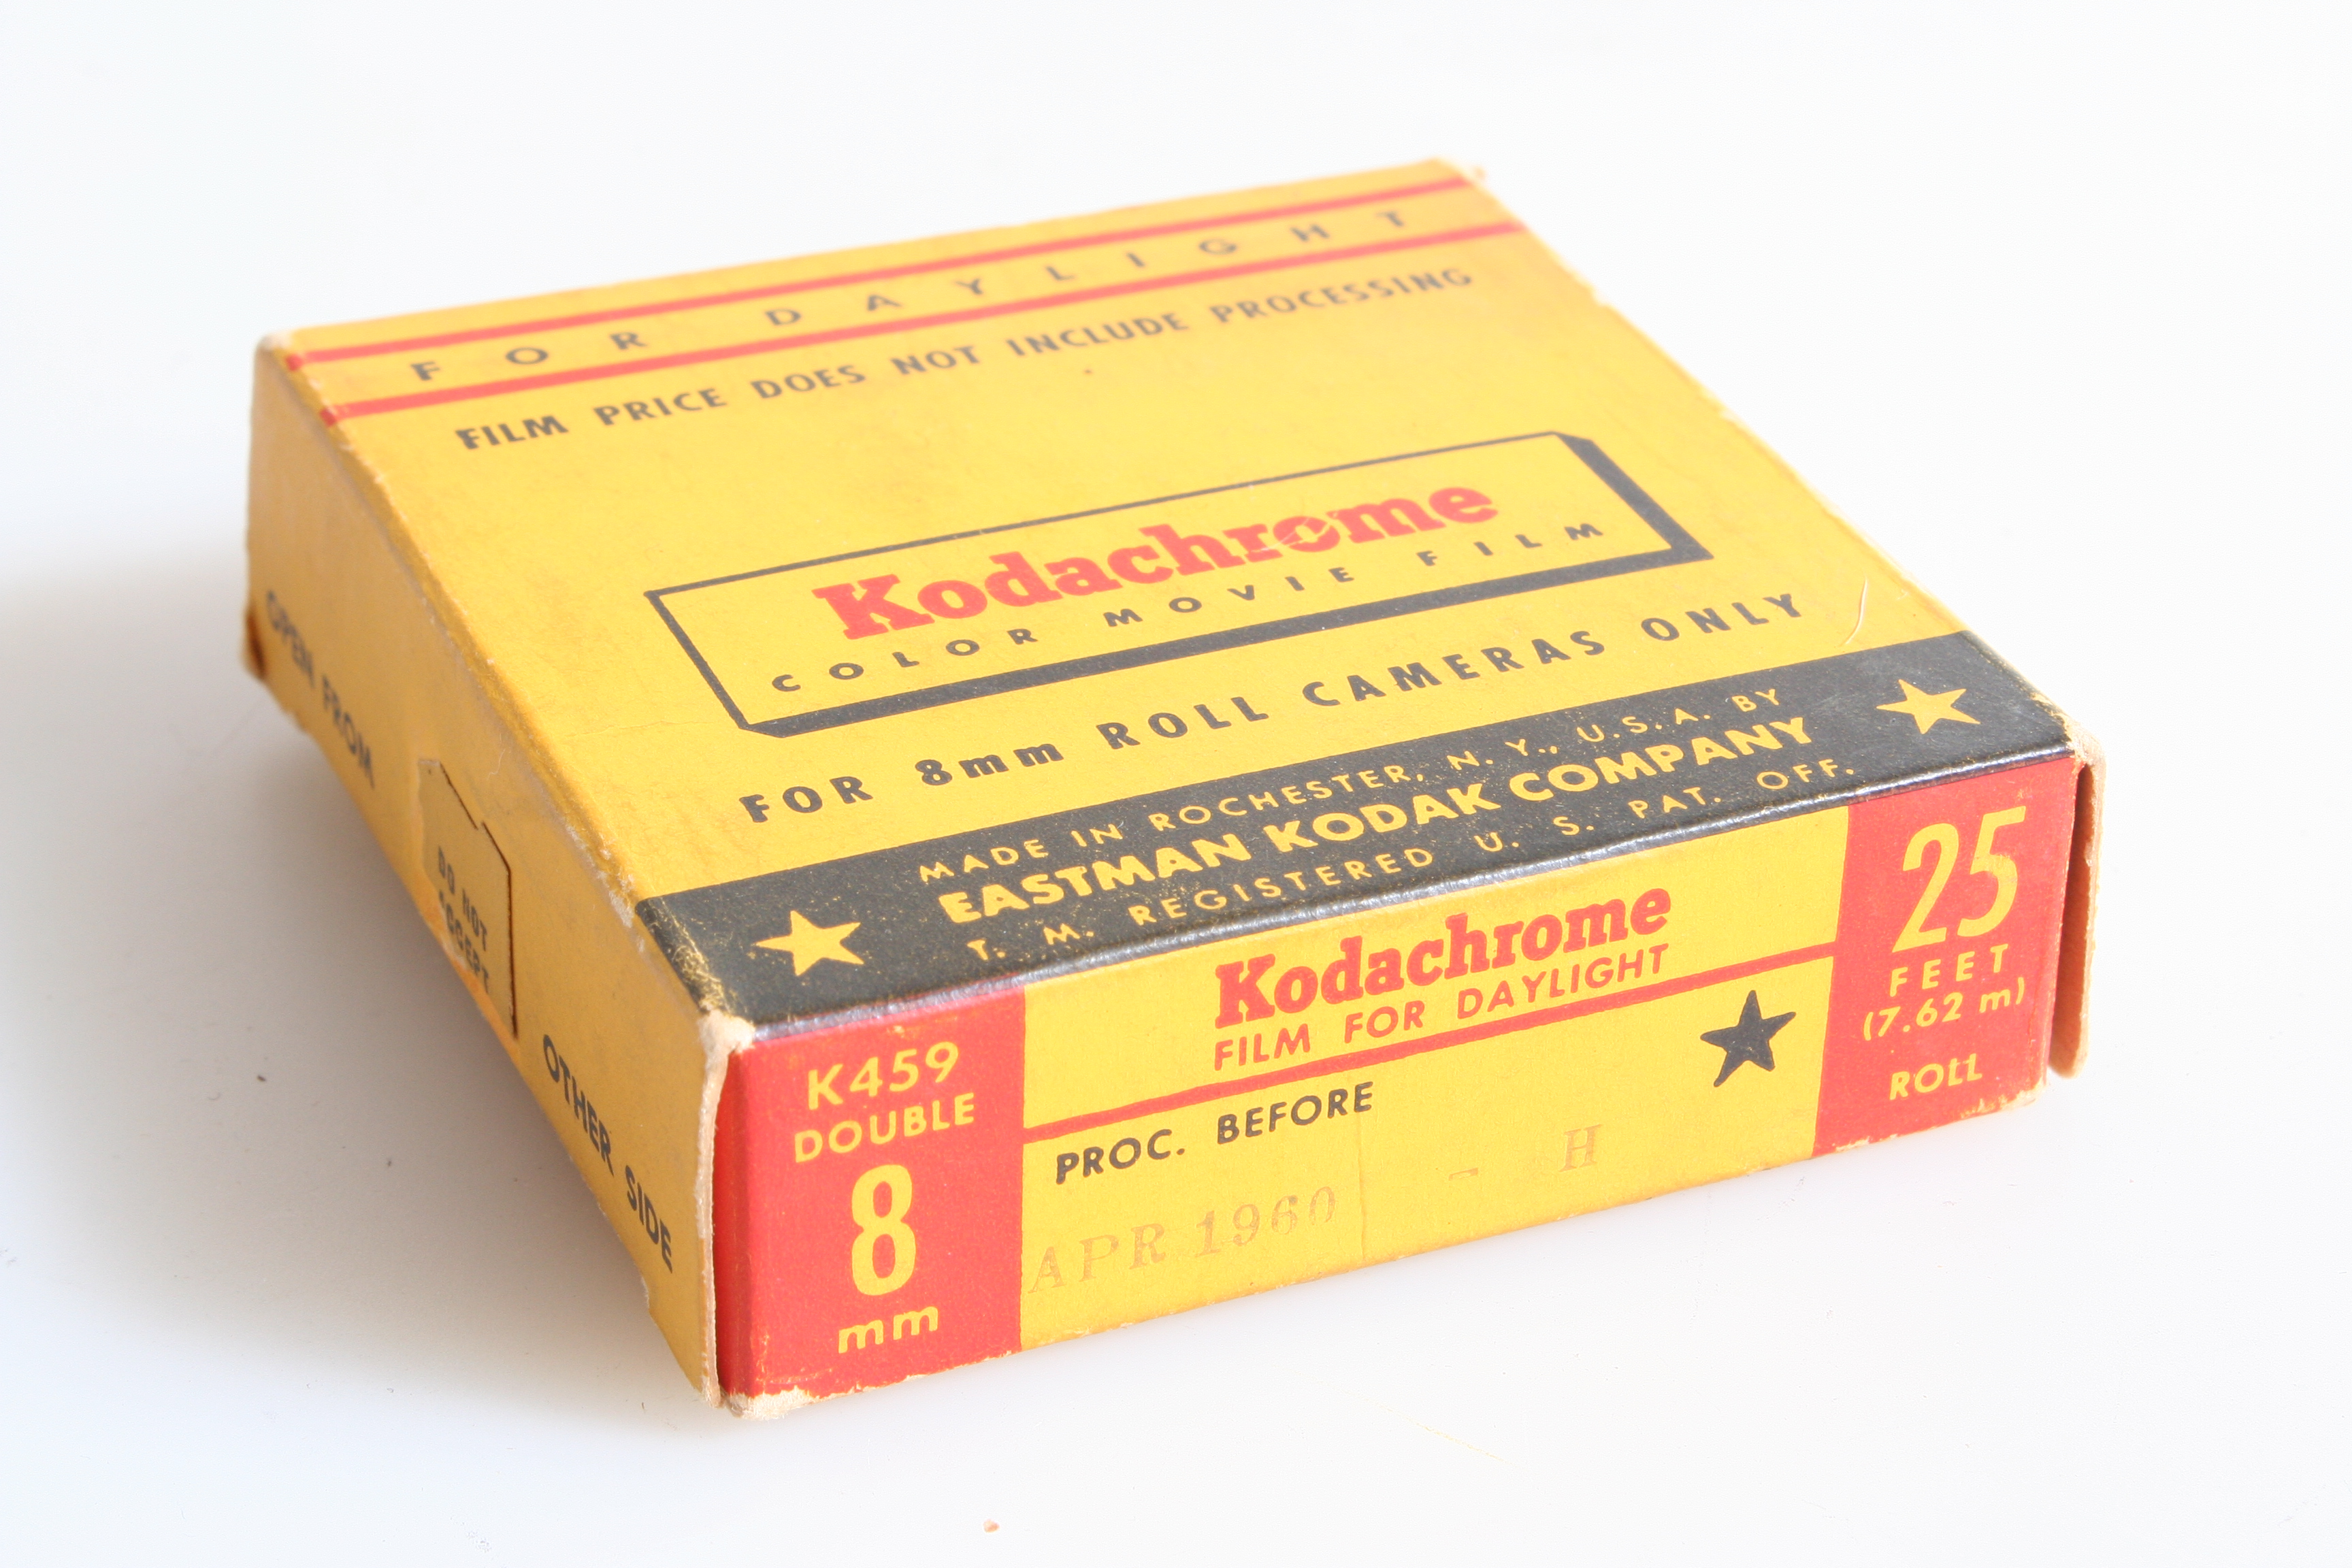 FOR DAYLIGHT
FILM PRICE DOES NOT INCLUDE PROCESSING
Kodachrome
COLOR MOVIE FILM
FOR 8mm ROLL CAMERAS ONLY
MADE IN ROCHESTER, N. Y., U.S.A. BY
EASTMAN KODAK COMPANY
T. M. REGISTERED U. S. PAT. OFF.
OPEN FROM
OTHER SIDE
DO NOT
ACCEPT
K459
DOUBLE
8
mm
Kodachrome
FILM FOR DAYLIGHT
PROC. BEFORE
APR 1960 - H
25
FEET
(7.62 m)
ROLL